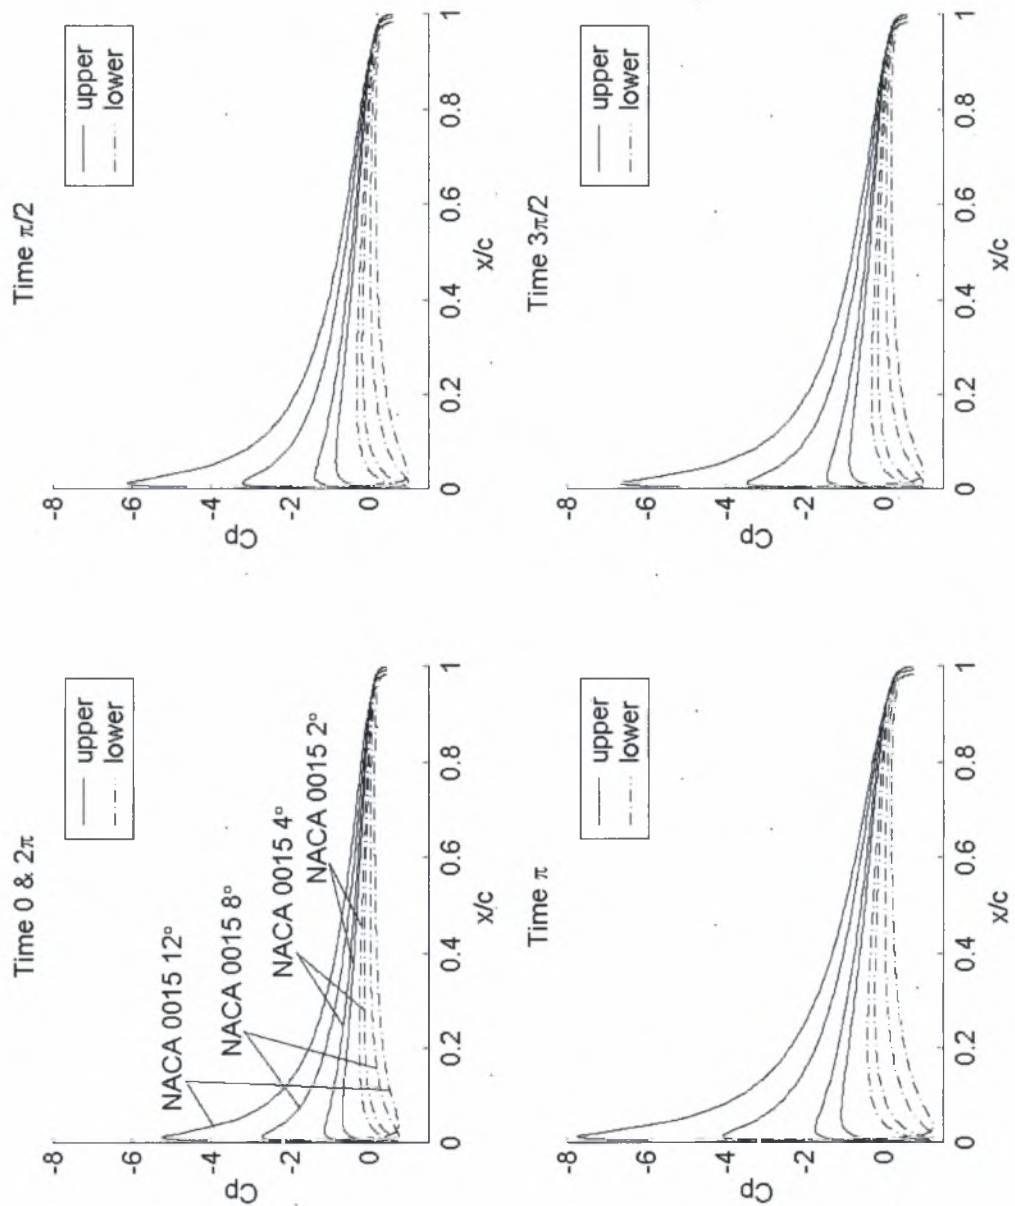 Time 0 & 2π
upper
lower
NACA 0015 12°
NACA 0015 8°
NACA 0015 4°
NACA 0015 2°
Cp
-8
-6
-4
-2
0
0
0.2
0.4
0.6
0.8
1
x/c
Time π/2
upper
lower
Cp
-8
-6
-4
-2
0
0
0.2
0.4
0.6
0.8
1
x/c
Time π
upper
lower
Cp
-8
-6
-4
-2
0
0
0.2
0.4
0.6
0.8
1
x/c
Time 3π/2
upper
lower
Cp
-8
-6
-4
-2
0
0
0.2
0.4
0.6
0.8
1
x/c